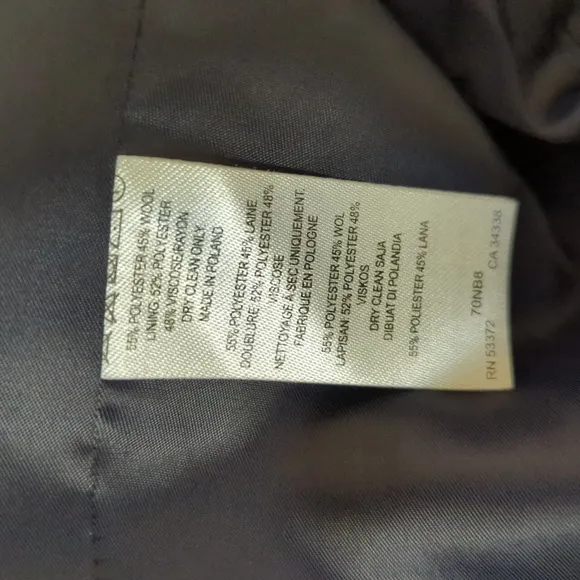 55% POLYESTER 45% WOOL
LINING 52% POLYESTER
48% VISCOSE/RAYON
DRY CLEAN ONLY
MADE IN POLAND
55% POLYESTER 45% LAINE
DOUBLURE 52% POLYESTER 48%
VISCOSE
NETTOYAGE À SEC UNIQUEMENT
FABRIQUE EN POLOGNE
55% POLYESTER 45% WOL
LAPISAN 52% POLYESTER 48%
VISKOS
DRY CLEAN SAJA
DIBUAT DI POLANDIA
55% POLIESTER 45% LANA
70NB8
RN 53372 CA 34338